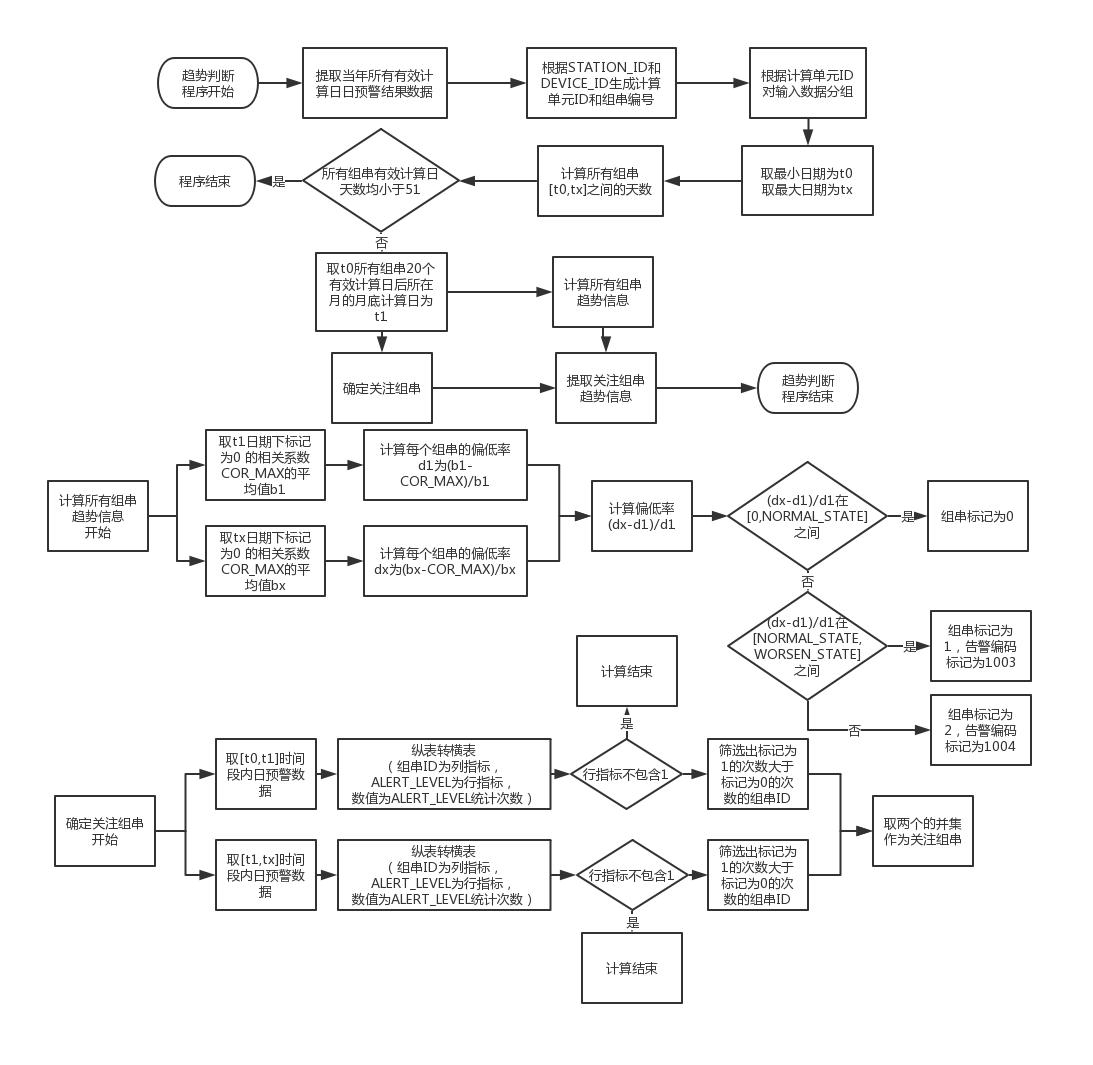 趋势判断
程序开始
提取当年所有有效计
算日日预警结果数据
根据STATION_ID和
DEVICE_ID生成计算
单元ID和组串编号
根据计算单元ID
对输入数据分组
程序结束
是
所有组串有效计算日
天数均小于51
计算所有组串
[t0,tx]之间的天数
取最小日期为t0
取最大日期为tx
否
取t0所有组串20个
有效计算日后所在
月的月底计算日为
t1
计算所有组串
趋势信息
确定关注组串
提取关注组串
趋势信息
趋势判断
程序结束
计算所有组串
趋势信息
开始
取t1日期下标记
为0 的相关系数
COR_MAX的平
均值b1
计算每个组串的偏低率
d1为(b1-
COR_MAX)/b1
取tx日期下标记
为0 的相关系数
COR_MAX的平
均值bx
计算每个组串的偏低率
dx为(bx-COR_MAX)/bx
计算偏低率
(dx-d1)/d1
(dx-d1)/d1在
[0,NORMAL_STATE]
之间
是
组串标记为0
否
(dx-d1)/d1在
[NORMAL_STATE,
WORSEN_STATE]
之间
是
组串标记为
1，告警编码
标记为1003
否
组串标记为
2，告警编码
标记为1004
确定关注组串
开始
取[t0,t1]时间
段内日预警数
据
纵表转横表
（组串ID为列指标，
ALERT_LEVEL为行指标，
数值为ALERT_LEVEL统计次数）
行指标不包含1
是
计算结束
筛选出标记为
1的次数大于
标记为0的次
数的组串ID
取[t1,tx]时间
段内日预警数
据
纵表转横表
（组串ID为列指标，
ALERT_LEVEL为行指标，
数值为ALERT_LEVEL统计次数）
行指标不包含1
是
计算结束
筛选出标记为
1的次数大于
标记为0的次
数的组串ID
取两个的并集
作为关注组串